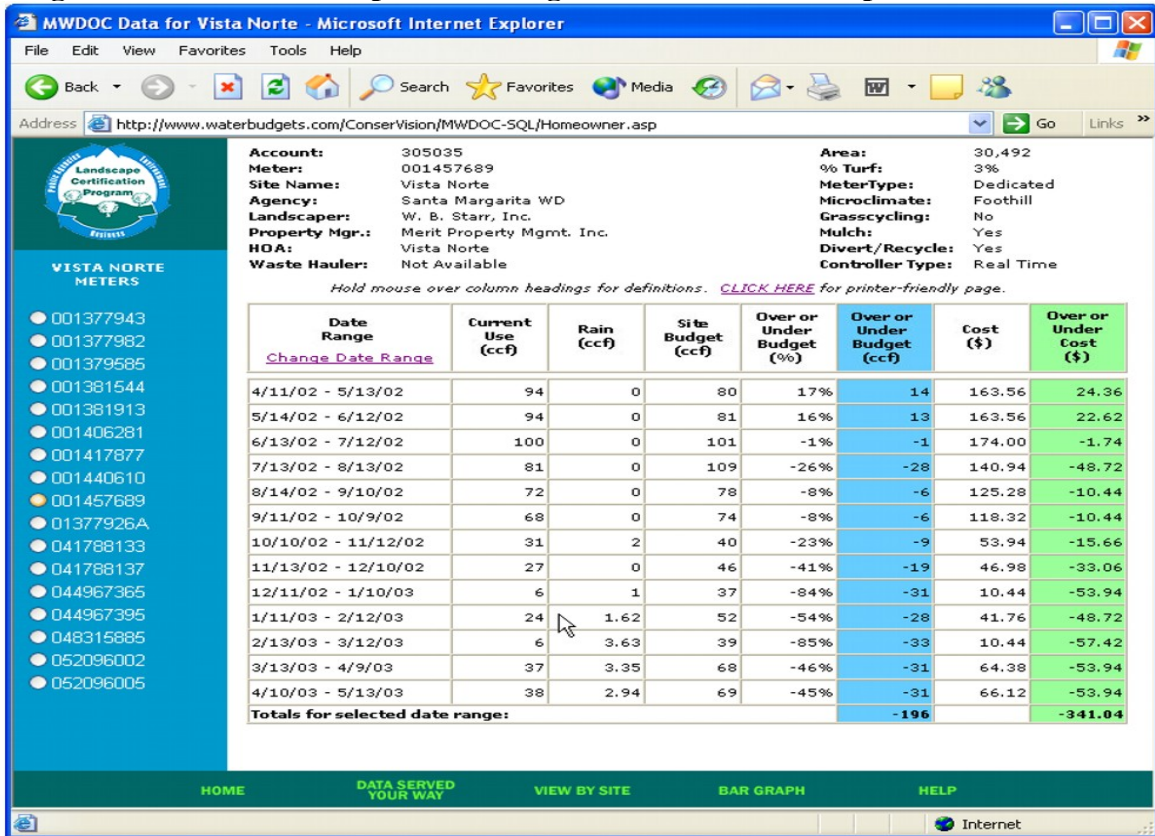 MWDOC Data for Vista Norte - Microsoft Internet Explorer
File Edit View Favorites Tools Help
Back Search Favorites Media
Address http://www.waterbudgets.com/ConserVision/MWDOC-SQL/Homeowner.asp Go Links »
Public Agencies Environment
Landscape
Certification
Program
Business
VISTA NORTE
METERS
001377943
001377982
001379585
001381544
001381913
001406281
001417877
001440610
001457689
01377926A
041788133
041788137
044967365
044967395
048315885
052096002
052096005
Account: 305035 Area: 30,492
Meter: 001457689 % Turf: 3%
Site Name: Vista Norte MeterType: Dedicated
Agency: Santa Margarita WD Microclimate: Foothill
Landscaper: W. B. Starr, Inc. Grasscycling: No
Property Mgr.: Merit Property Mgmt. Inc. Mulch: Yes
HOA: Vista Norte Divert/Recycle: Yes
Waste Hauler: Not Available Controller Type: Real Time
Hold mouse over column headings for definitions. CLICK HERE for printer-friendly page.
Date Range Change Date Range Current Use (ccf) Rain (ccf) Site Budget (ccf) Over or Under Budget (%) Over or Under Budget (ccf) Cost ($) Over or Under Cost ($)
4/11/02 - 5/13/02 94 0 80 17% 14 163.56 24.36
5/14/02 - 6/12/02 94 0 81 16% 13 163.56 22.62
6/13/02 - 7/12/02 100 0 101 -1% -1 174.00 -1.74
7/13/02 - 8/13/02 81 0 109 -26% -28 140.94 -48.72
8/14/02 - 9/10/02 72 0 78 -8% -6 125.28 -10.44
9/11/02 - 10/9/02 68 0 74 -8% -6 118.32 -10.44
10/10/02 - 11/12/02 31 2 40 -23% -9 53.94 -15.66
11/13/02 - 12/10/02 27 0 46 -41% -19 46.98 -33.06
12/11/02 - 1/10/03 6 1 37 -84% -31 10.44 -53.94
1/11/03 - 2/12/03 24 1.62 52 -54% -28 41.76 -48.72
2/13/03 - 3/12/03 6 3.63 39 -85% -33 10.44 -57.42
3/13/03 - 4/9/03 37 3.35 68 -46% -31 64.38 -53.94
4/10/03 - 5/13/03 38 2.94 69 -45% -31 66.12 -53.94
Totals for selected date range: -196 -341.04
HOME DATA SERVED YOUR WAY VIEW BY SITE BAR GRAPH HELP
Internet